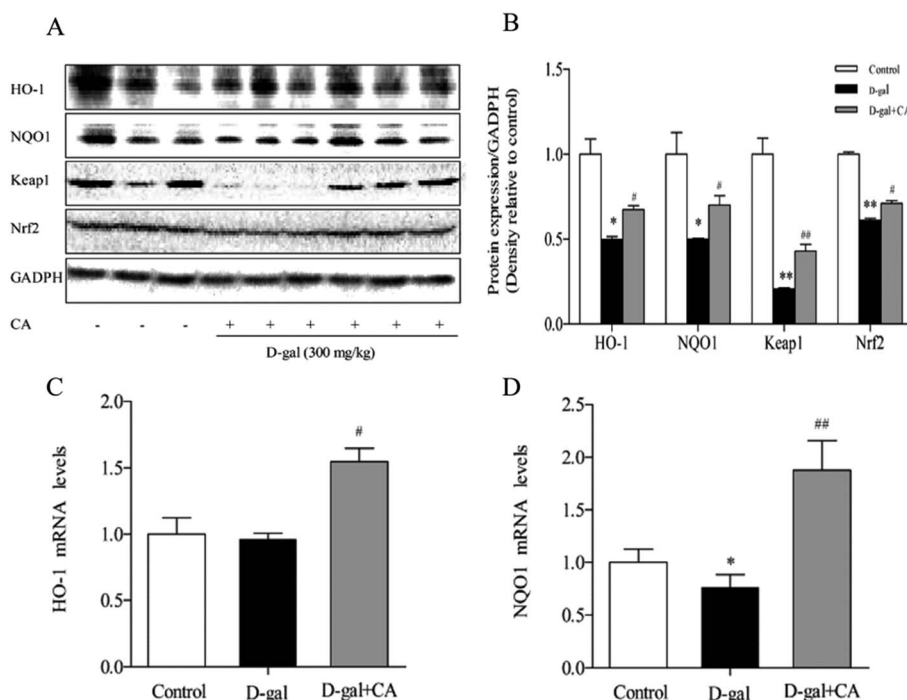 A
HO-1
NQO1
Keap1
Nrf2
GADPH
CA - - - + + + + + +
D-gal (300 mg/kg)
B
Protein expression/GADPH
(Density relative to control)
1.5
1.0
0.5
0.0
Control
D-gal
D-gal+CA
* # * # ** ## ** #
HO-1 NQO1 Keap1 Nrf2
C
HO-1 mRNA levels
2.0
1.5
1.0
0.5
0.0
#
Control D-gal D-gal+CA
D
NQO1 mRNA levels
2.5
2.0
1.5
1.0
0.5
0.0
* ##
Control D-gal D-gal+CA